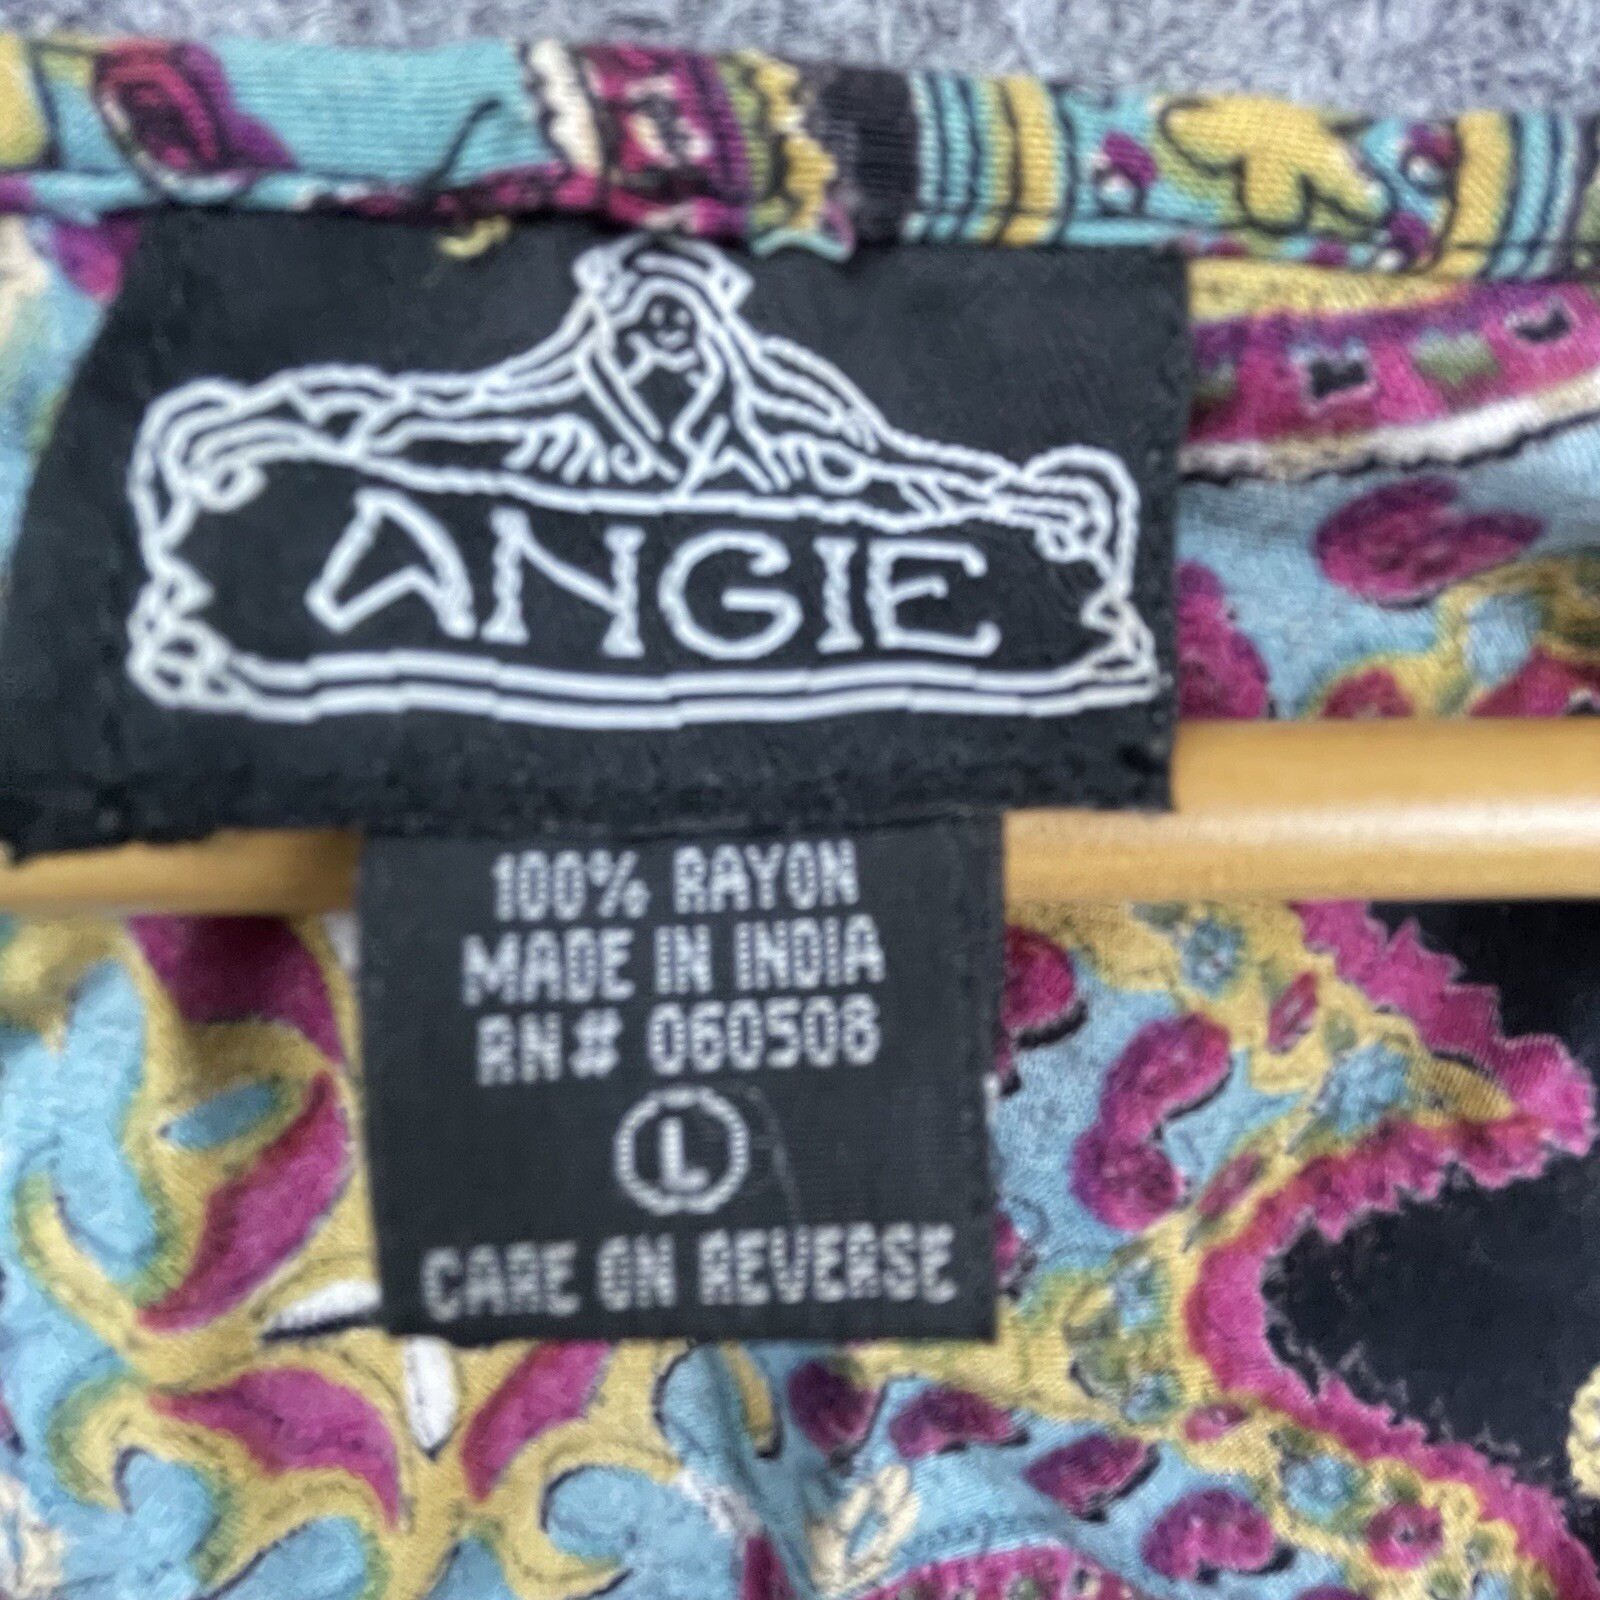 ANGIE
100% RAYON
MADE IN INDIA
RN# 060508
L
CARE ON REVERSE